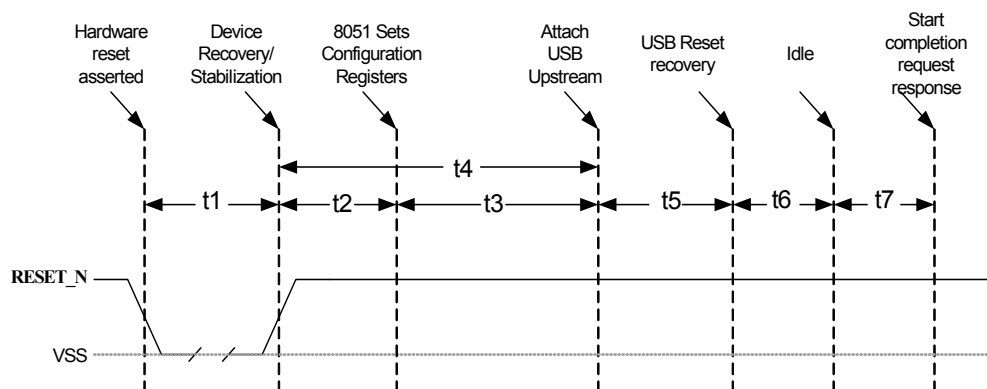 Hardware
reset
asserted
Device
Recovery/
Stabilization
8051 Sets
Configuration
Registers
Attach
USB
Upstream
USB Reset
recovery
Idle
Start
completion
request
response
t4
t1
t2
t3
t5
t6
t7
RESET_N
VSS